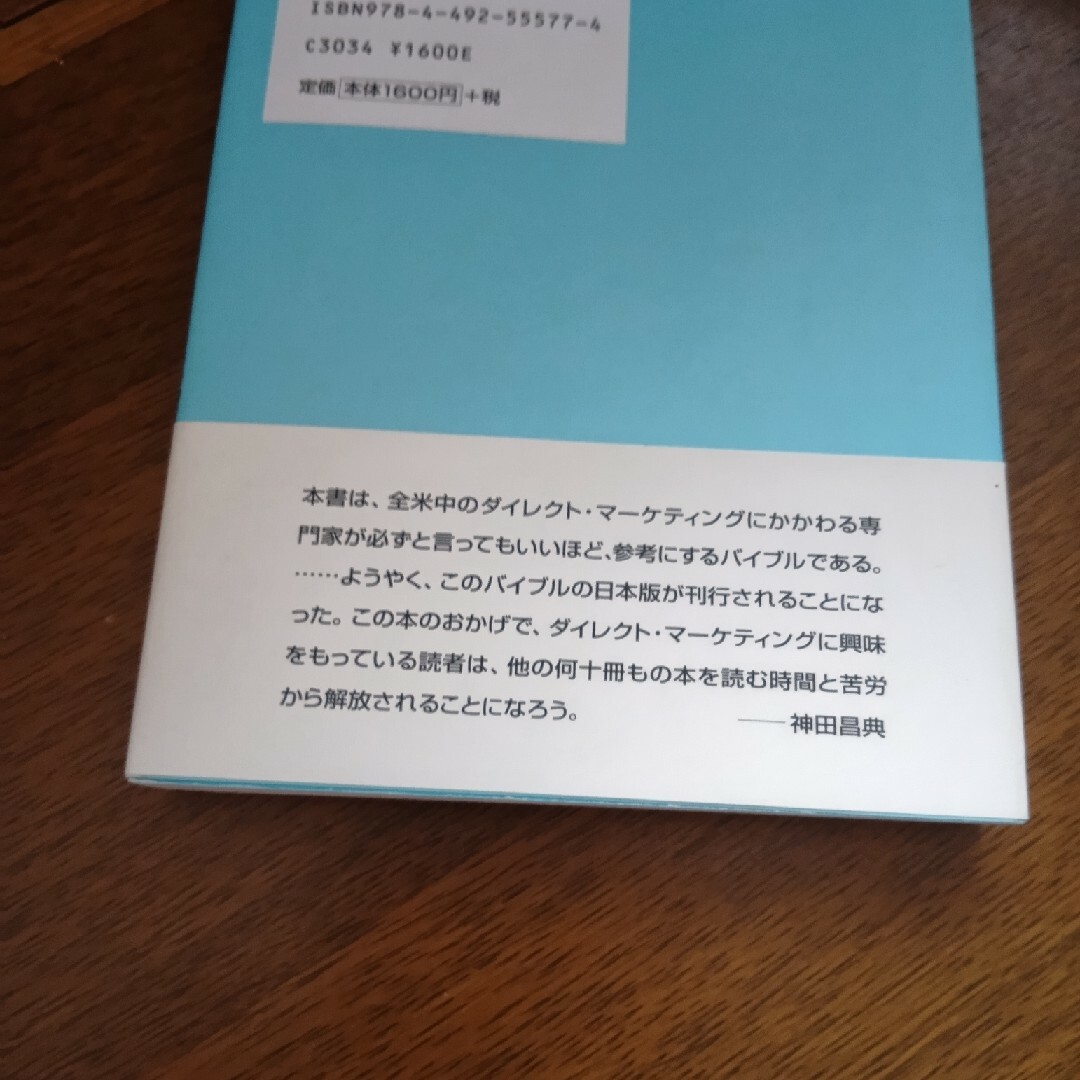 ISBN978-4-492-55577-4
C3034 ¥1600E
定価[本体1600円]+税
本書は、全米中のダイレクト・マーケティングにかかわる専
門家が必ずと言ってもいいほど、参考にするバイブルである。
……ようやく、このバイブルの日本版が刊行されることにな
った。この本のおかげで、ダイレクト・マーケティングに興味
をもっている読者は、他の何十冊もの本を読む時間と苦労
から解放されることになろう。
——神田昌典